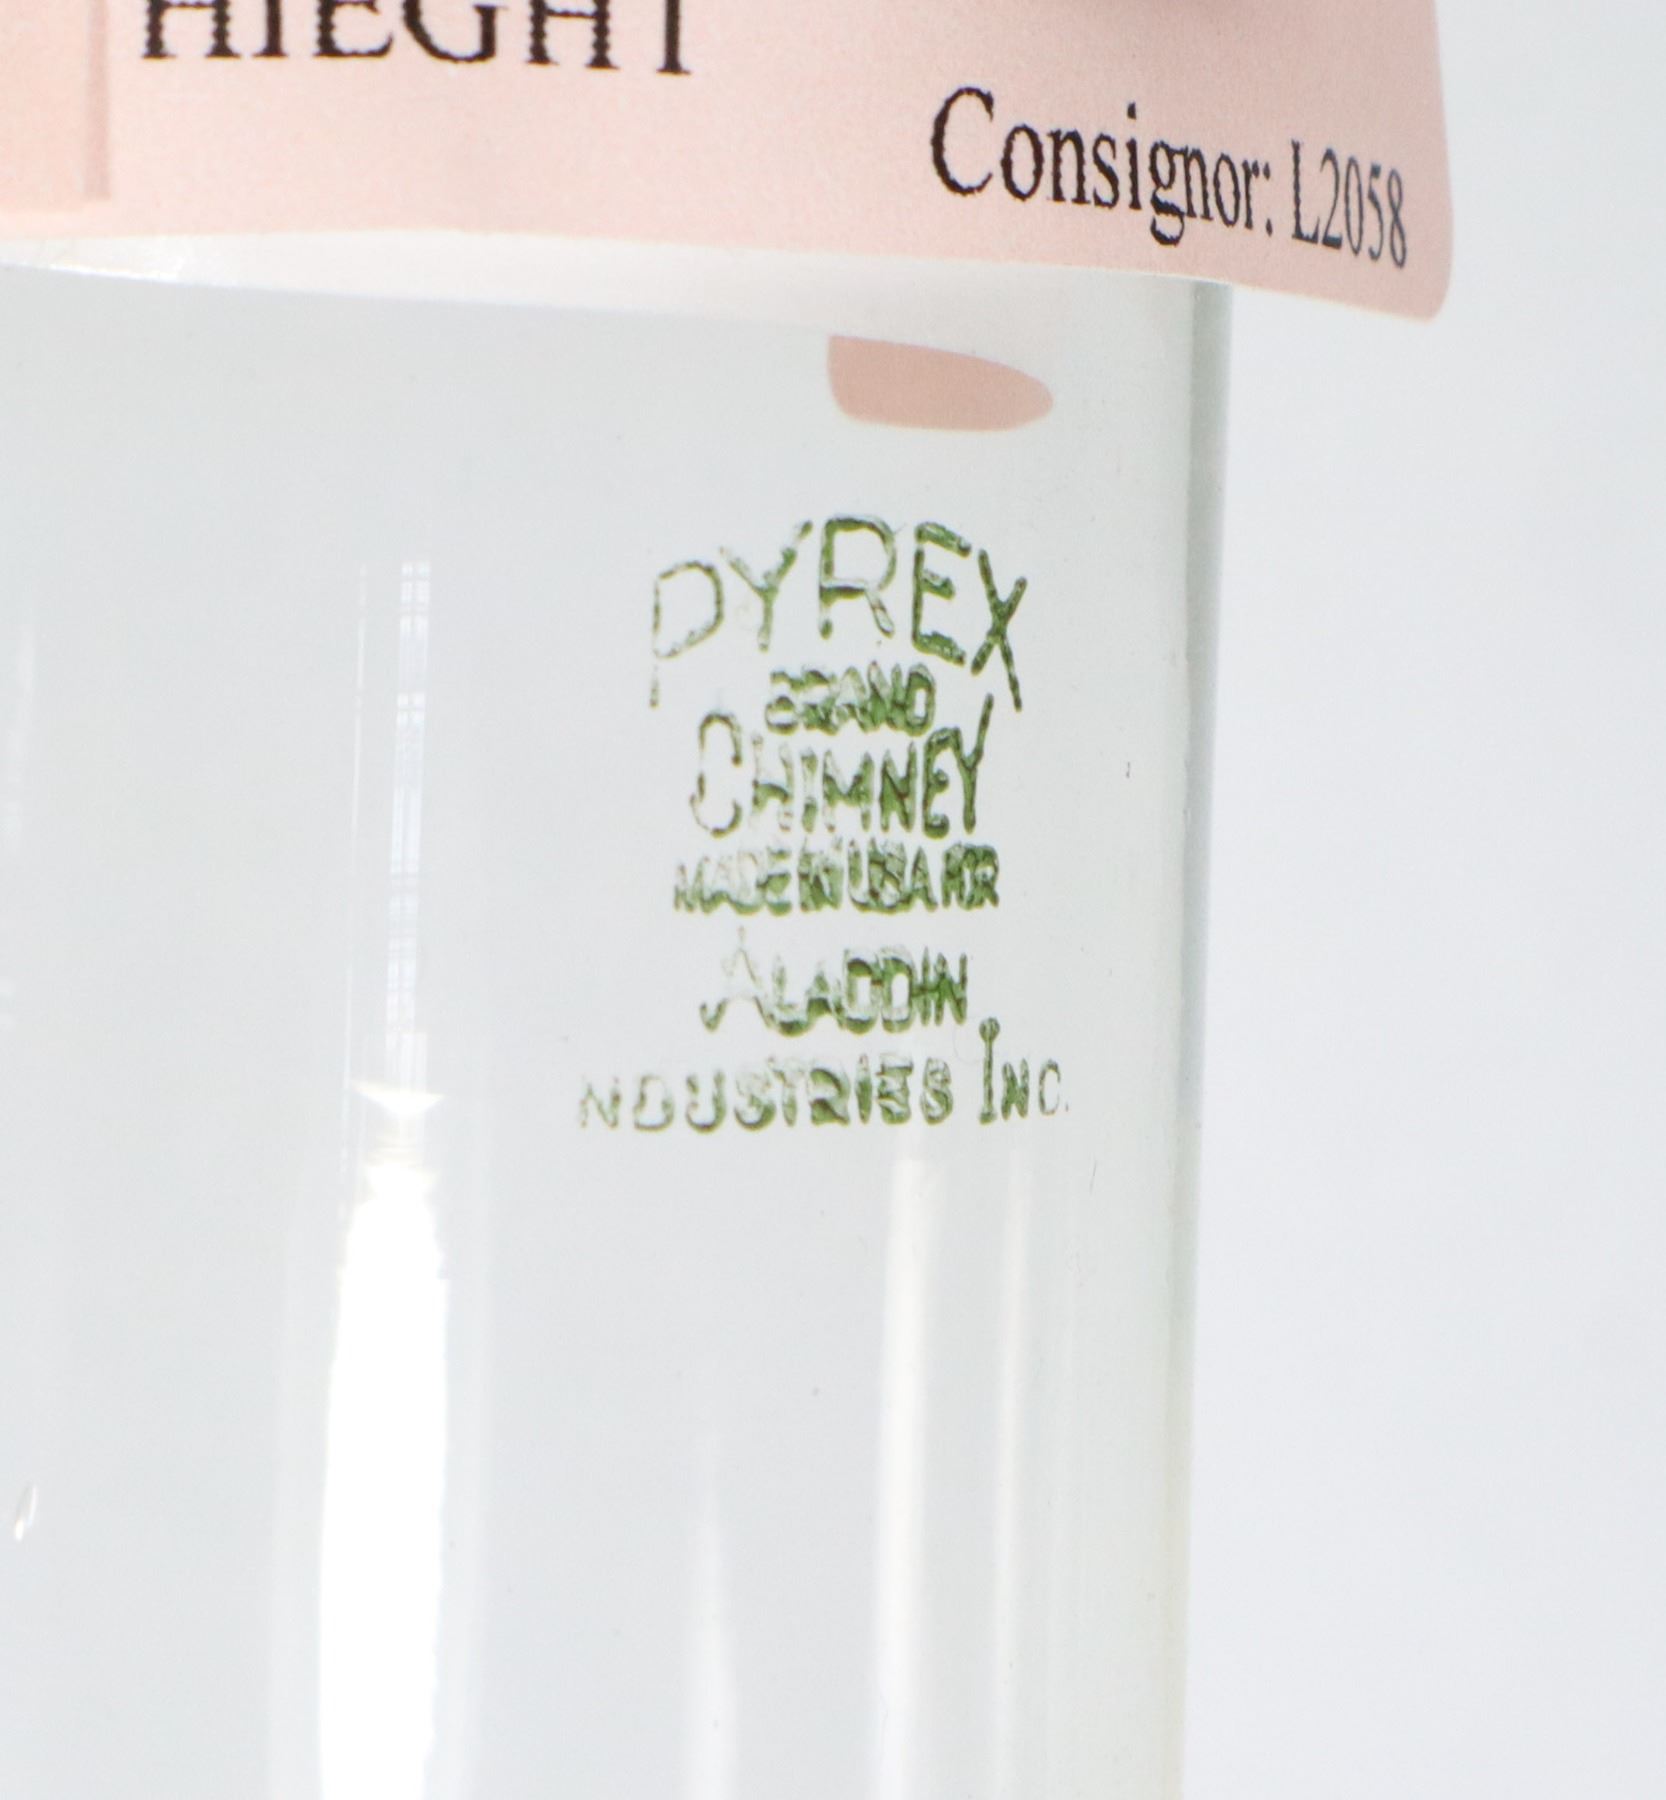 HIEGHT
Consignor: L2058
PYREX
BRAND
CHIMNEY
MADE IN USA FOR
ALADDIN
NDUSTRIES INC.